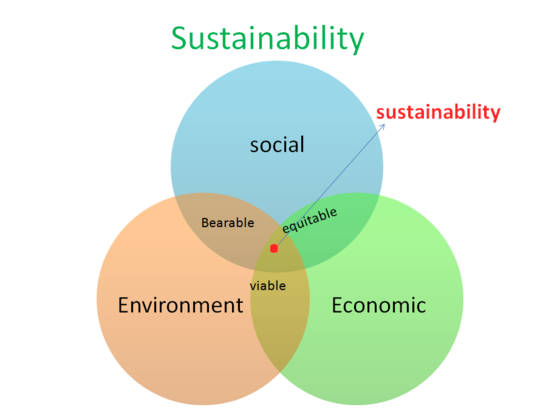 Sustainability
sustainability
social
Bearable
equitable
viable
Environment
Economic